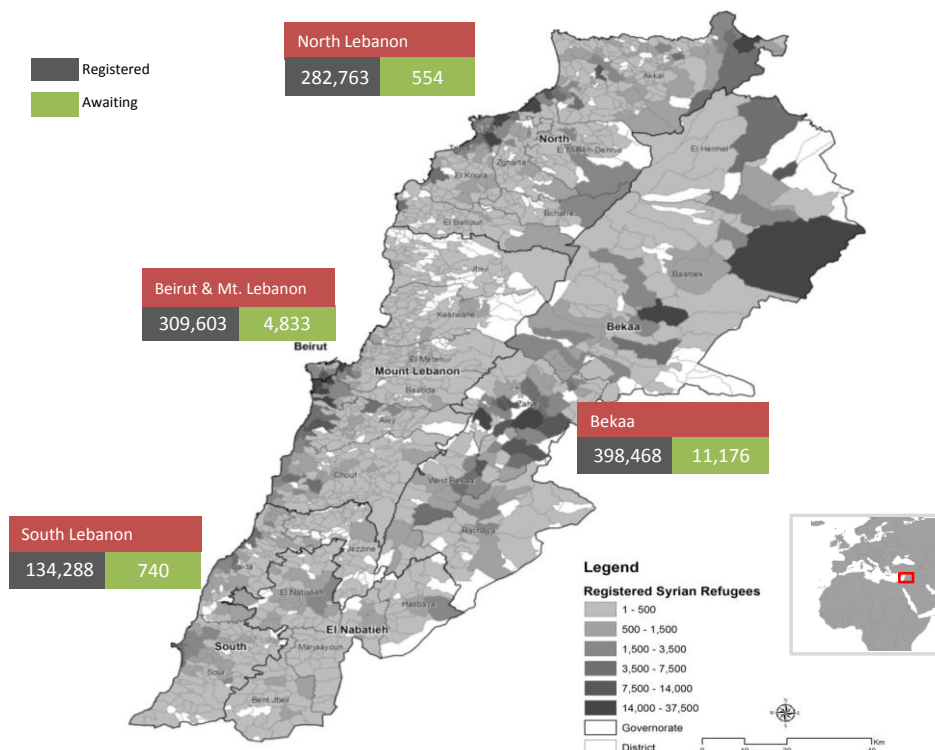 North Lebanon
282,763 554
Registered
Awaiting
Akkar
North
El Hermel
Zgharta
El Koura
Bcharre
El Batroun
Jbeil
Baalbek
Beirut & Mt. Lebanon
309,603 4,833
Kesrwane
Bekaa
Beirut
El Meten
Mount Lebanon
Baabda
Aley
Bekaa
398,468 11,176
Chouf
West Bekaa
Rachaya
South Lebanon
134,288 740
Jezzine
Saida
El Nabatieh
Hasbaya
El Nabatieh
South
Marjaayoun
Sour
Bent Jbeil
Legend
Registered Syrian Refugees
1 - 500
500 - 1,500
1,500 - 3,500
3,500 - 7,500
7,500 - 14,000
14,000 - 37,500
Governorate
District
Km
0 10 20 40